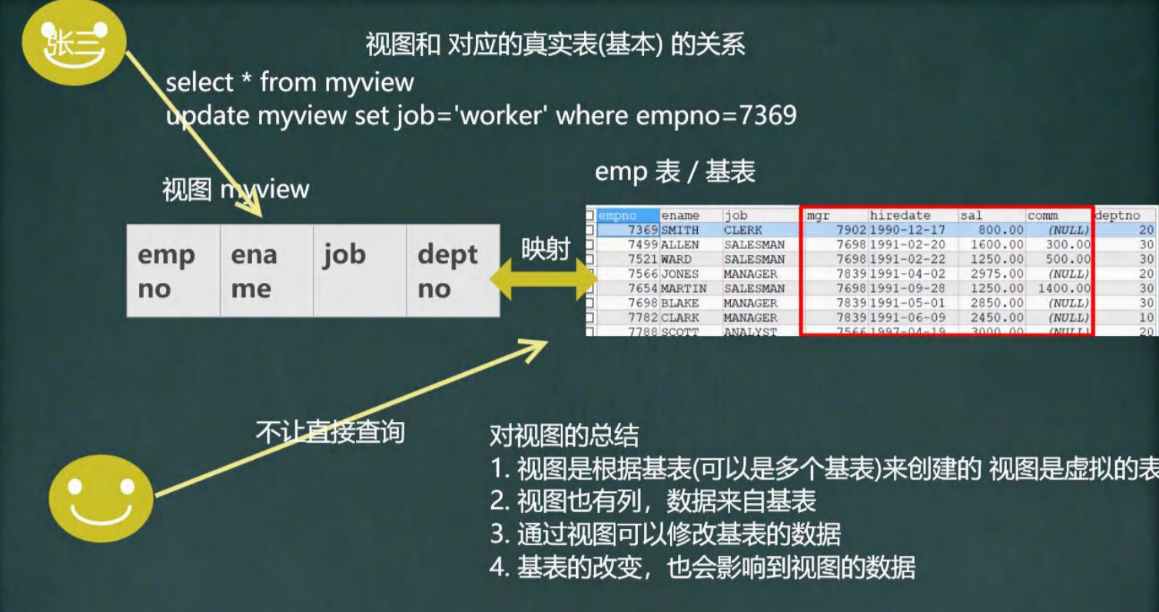 张三
视图和 对应的真实表(基本) 的关系
select * from myview
update myview set job='worker' where empno=7369
视图 myview
emp 表 / 基表
emp
no
ena
me
job
dept
no
映射
empno ename job mgr hiredate sal comm deptno
7369 SMITH CLERK 7902 1990-12-17 800.00 (NULL) 20
7499 ALLEN SALESMAN 7698 1991-02-20 1600.00 300.00 30
7521 WARD SALESMAN 7698 1991-02-22 1250.00 500.00 30
7566 JONES MANAGER 7839 1991-04-02 2975.00 (NULL) 20
7654 MARTIN SALESMAN 7698 1991-09-28 1250.00 1400.00 30
7698 BLAKE MANAGER 7839 1991-05-01 2850.00 (NULL) 30
7782 CLARK MANAGER 7839 1991-06-09 2450.00 (NULL) 10
7788 SCOTT ANALYST 7566 1997-04-19 3000.00 (NULL) 20
不让直接查询
对视图的总结
1. 视图是根据基表(可以是多个基表)来创建的 视图是虚拟的表
2. 视图也有列，数据来自基表
3. 通过视图可以修改基表的数据
4. 基表的改变，也会影响到视图的数据